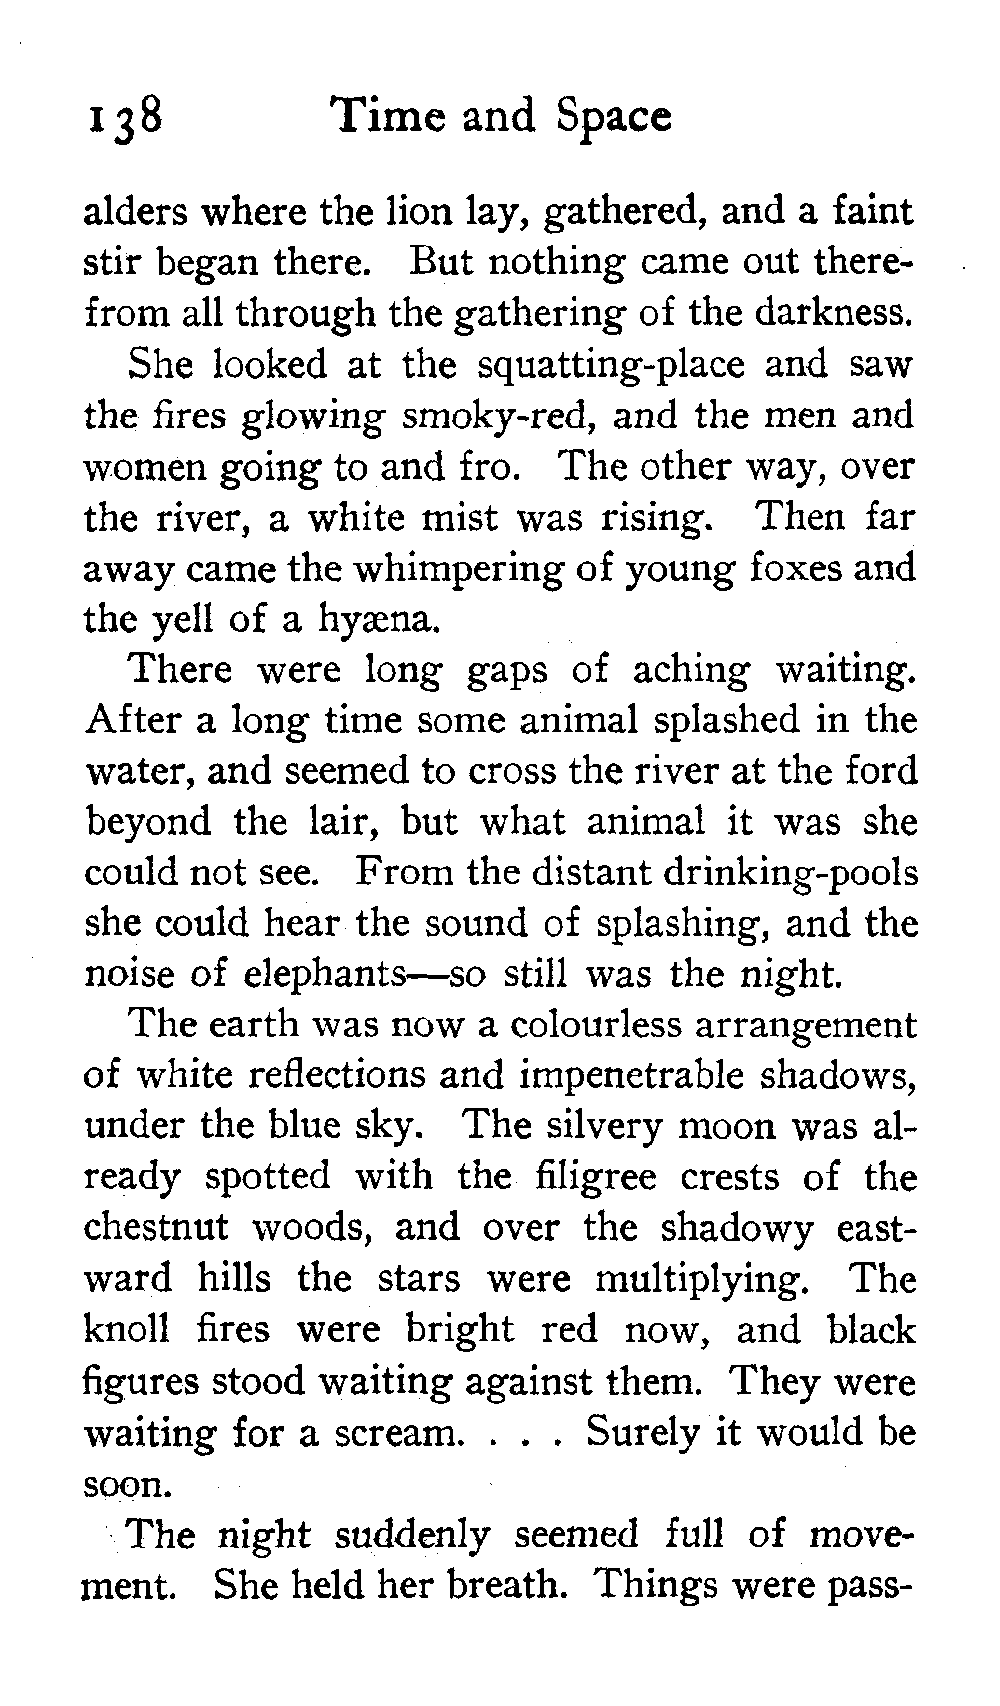 138 Time and Space
alders where the lion lay, gathered, and a faint
stir began there. But nothing came out there-
from all through the gathering of the darkness.
She looked at the squatting-place and saw
the fires glowing smoky-red, and the men and
women going to and fro. The other way, over
the river, a white mist was rising. Then far
away came the whimpering of young foxes and
the yell of a hyæna.
There were long gaps of aching waiting.
After a long time some animal splashed in the
water, and seemed to cross the river at the ford
beyond the lair, but what animal it was she
could not see. From the distant drinking-pools
she could hear the sound of splashing, and the
noise of elephants—so still was the night.
The earth was now a colourless arrangement
of white reflections and impenetrable shadows,
under the blue sky. The silvery moon was al-
ready spotted with the filigree crests of the
chestnut woods, and over the shadowy east-
ward hills the stars were multiplying. The
knoll fires were bright red now, and black
figures stood waiting against them. They were
waiting for a scream. . . . Surely it would be
soon.
The night suddenly seemed full of move-
ment. She held her breath. Things were pass-